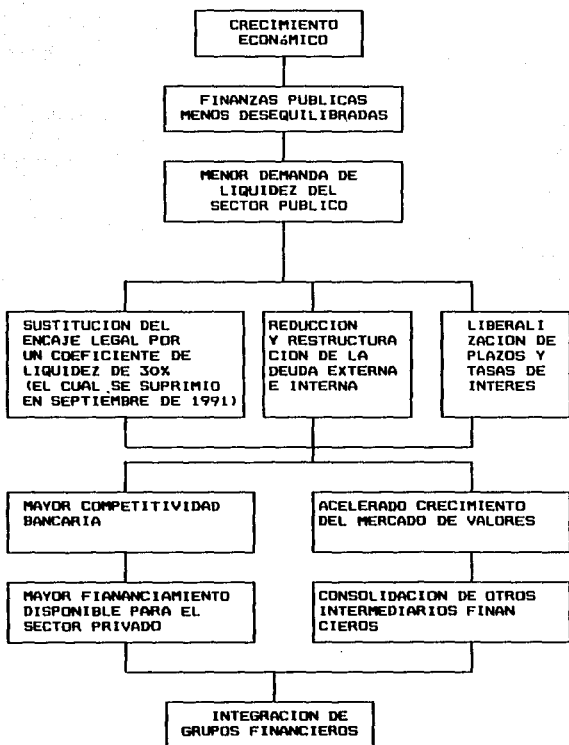 CRECIMIENTO
ECONóMICO
FINANZAS PUBLICAS
MENOS DESEQUILIBRADAS
MENOR DEMANDA DE
LIQUIDEZ DEL
SECTOR PUBLICO
SUSTITUCION DEL
ENCAJE LEGAL POR
UN COEFICIENTE DE
LIQUIDEZ DE 30%
(EL CUAL SE SUPRIMIO
EN SEPTIEMBRE DE 1991)
REDUCCION
Y RESTRUCTURA
CION DE LA
DEUDA EXTERNA
E INTERNA
LIBERALI
ZACION DE
PLAZOS Y
TASAS DE
INTERES
MAYOR COMPETITIVIDAD
BANCARIA
ACELERADO CRECIMIENTO
DEL MERCADO DE VALORES
MAYOR FIANANCIAMIENTO
DISPONIBLE PARA EL
SECTOR PRIVADO
CONSOLIDACION DE OTROS
INTERMEDIARIOS FINAN
CIEROS
INTEGRACION DE
GRUPOS FINANCIEROS